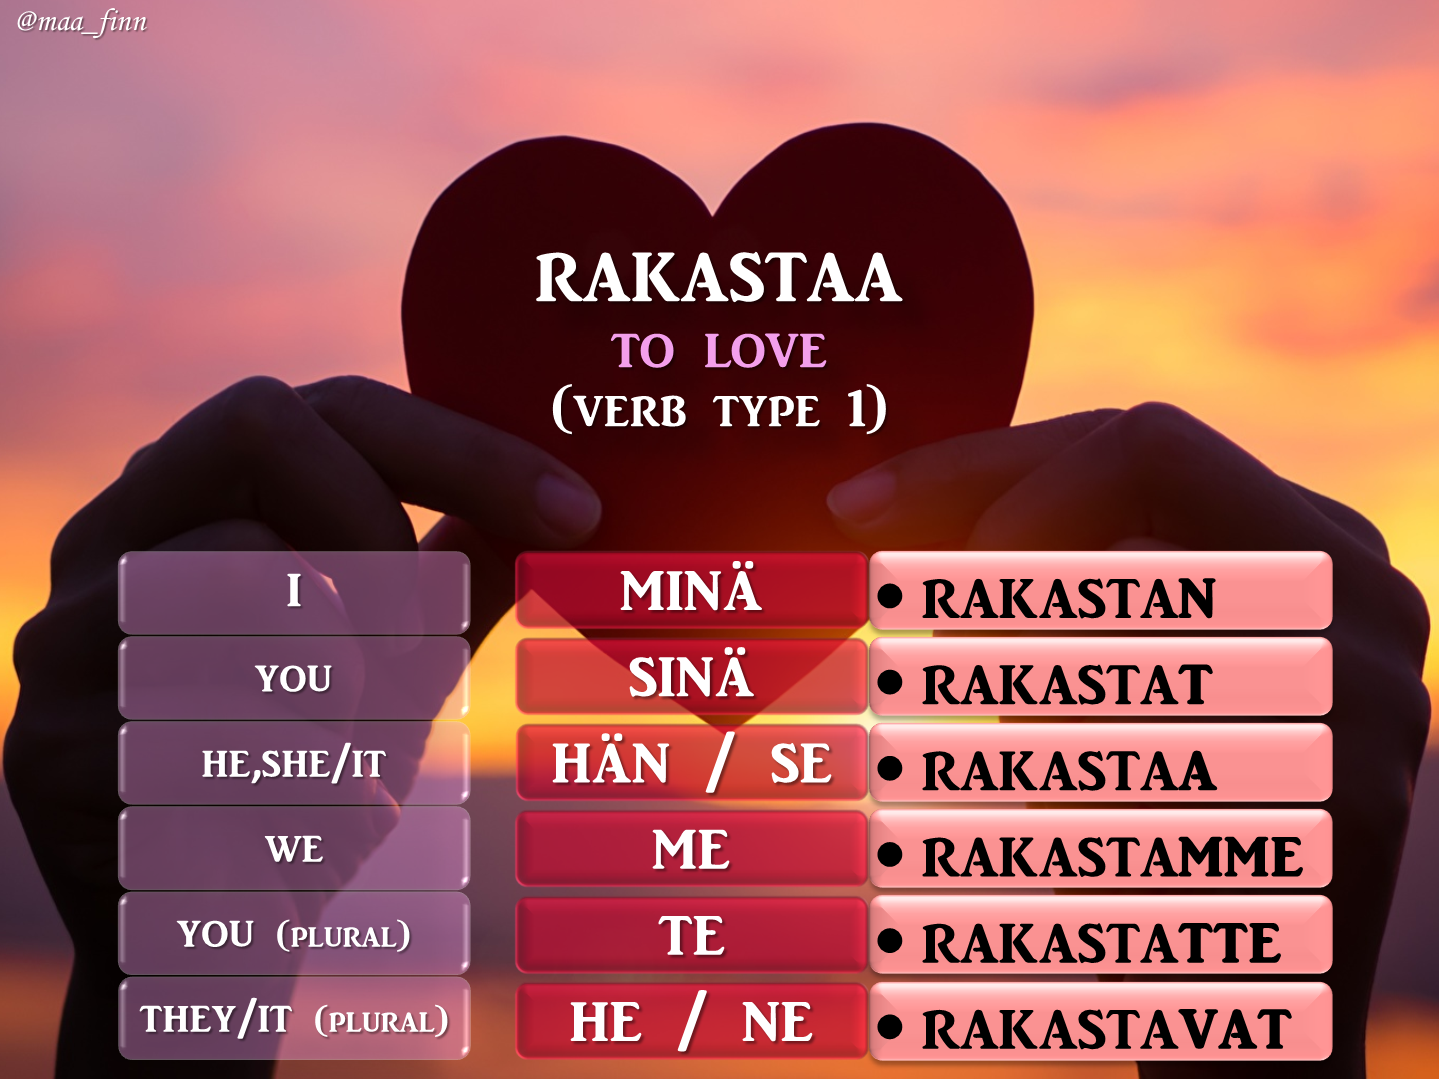 @maa_finn
RAKASTAA
TO LOVE
(VERB TYPE 1)
I MINÄ • RAKASTAN
YOU SINÄ • RAKASTAT
HE,SHE/IT HÄN / SE • RAKASTAA
WE ME • RAKASTAMME
YOU (PLURAL) TE • RAKASTATTE
THEY/IT (PLURAL) HE / NE • RAKASTAVAT